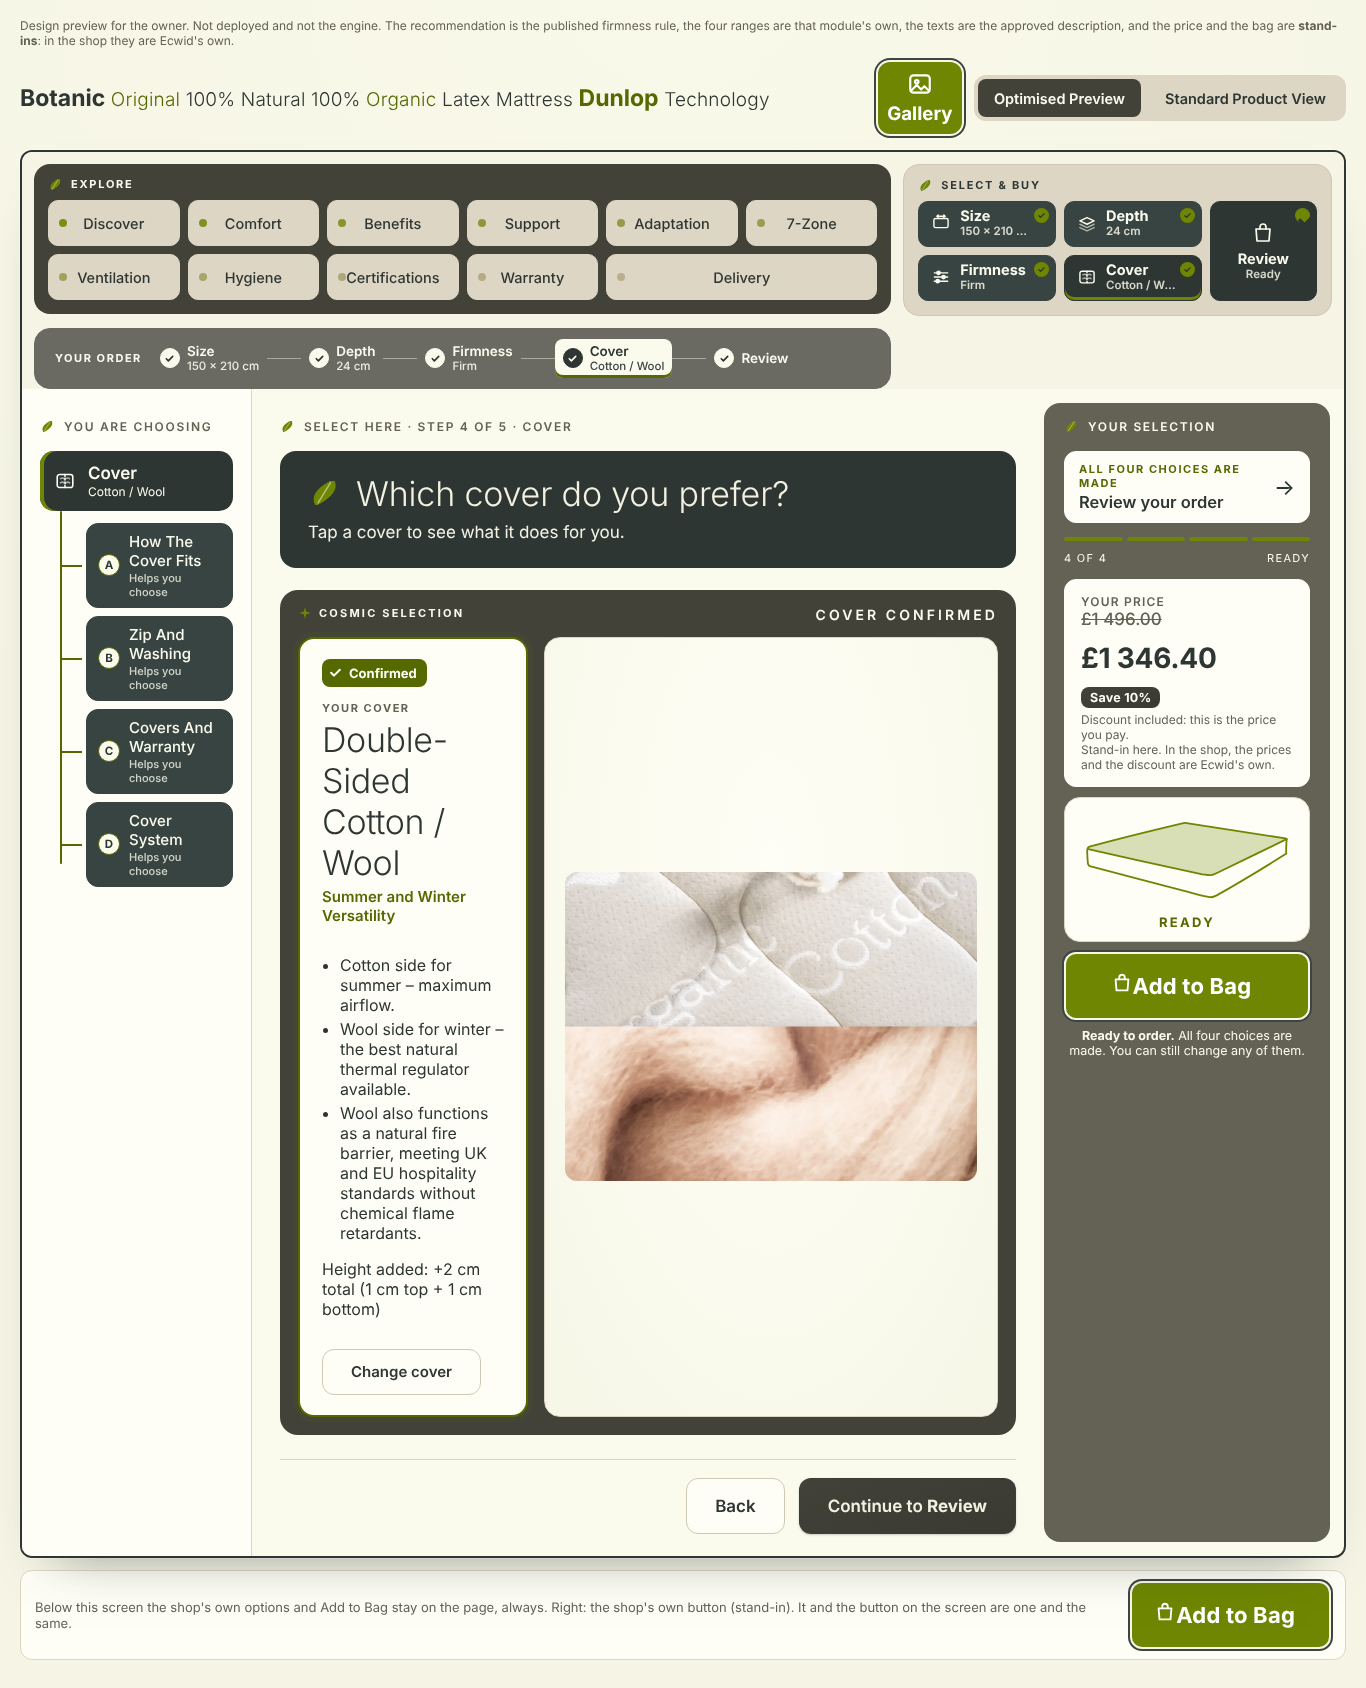 Design preview for the owner. Not deployed and not the engine. The recommendation is the published firmness rule, the four ranges are that module's own, the texts are the approved description, and the price and the bag are stand-
ins: in the shop they are Ecwid's own.
Botanic Original 100% Natural 100% Organic Latex Mattress Dunlop Technology
Gallery
Optimised Preview
Standard Product View
EXPLORE
Discover
Comfort
Benefits
Support
Adaptation
7-Zone
Ventilation
Hygiene
Certifications
Warranty
Delivery
SELECT & BUY
Size
150 × 210 ...
Depth
24 cm
Firmness
Firm
Cover
Cotton / W...
Review
Ready
YOUR ORDER
Size
150 × 210 cm
Depth
24 cm
Firmness
Firm
Cover
Cotton / Wool
Review
YOU ARE CHOOSING
Cover
Cotton / Wool
A
How The
Cover Fits
Helps you
choose
B
Zip And
Washing
Helps you
choose
C
Covers And
Warranty
Helps you
choose
D
Cover
System
Helps you
choose
SELECT HERE · STEP 4 OF 5 · COVER
Which cover do you prefer?
Tap a cover to see what it does for you.
COSMIC SELECTION
COVER CONFIRMED
Confirmed
YOUR COVER
Double-
Sided
Cotton /
Wool
Summer and Winter
Versatility
• Cotton side for
summer – maximum
airflow.
• Wool side for winter –
the best natural
thermal regulator
available.
• Wool also functions
as a natural fire
barrier, meeting UK
and EU hospitality
standards without
chemical flame
retardants.
Height added: +2 cm
total (1 cm top + 1 cm
bottom)
Change cover
rganic Cotton
Back
Continue to Review
YOUR SELECTION
ALL FOUR CHOICES ARE
MADE
Review your order
4 OF 4
READY
YOUR PRICE
£1 496.00
£1 346.40
Save 10%
Discount included: this is the price
you pay.
Stand-in here. In the shop, the prices
and the discount are Ecwid's own.
READY
Add to Bag
Ready to order. All four choices are
made. You can still change any of them.
Below this screen the shop's own options and Add to Bag stay on the page, always. Right: the shop's own button (stand-in). It and the button on the screen are one and the
same.
Add to Bag